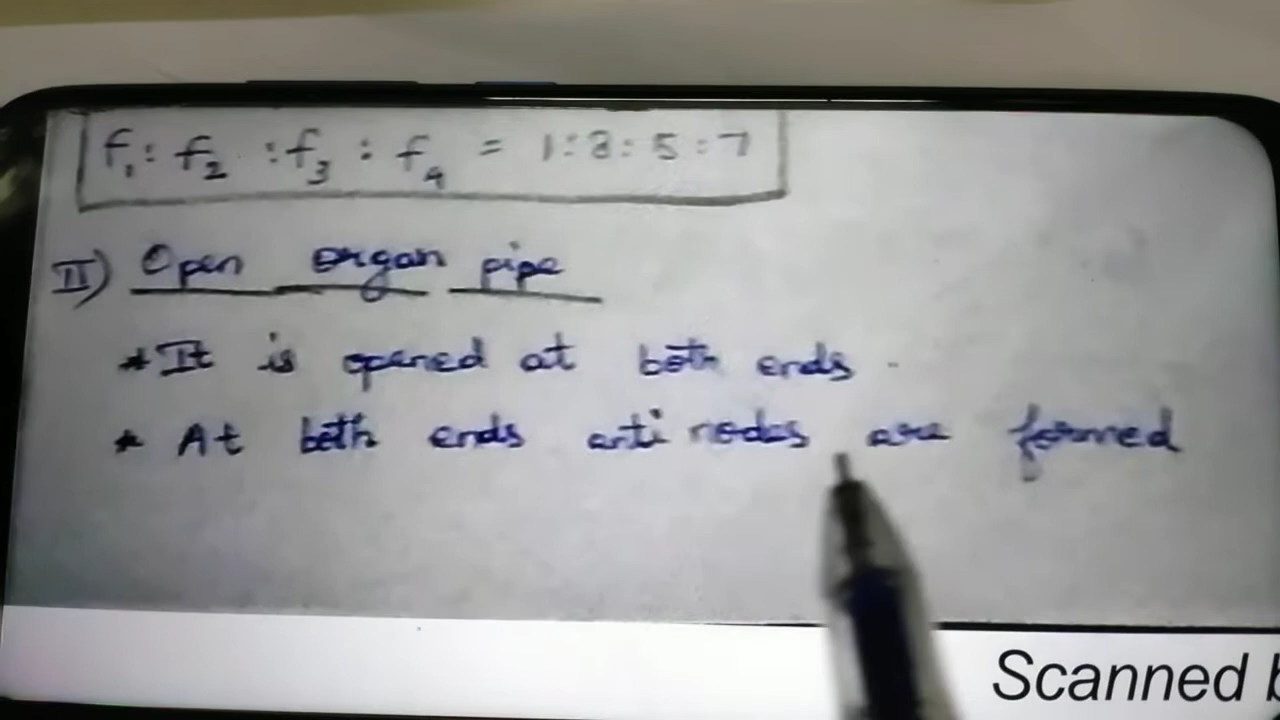 f₁ : f₂ : f₃ : f₄ = 1 : 3 : 5 : 7
II) Open organ pipe
* It is opened at both ends.
* At both ends anti nodes are formed
Scanned b